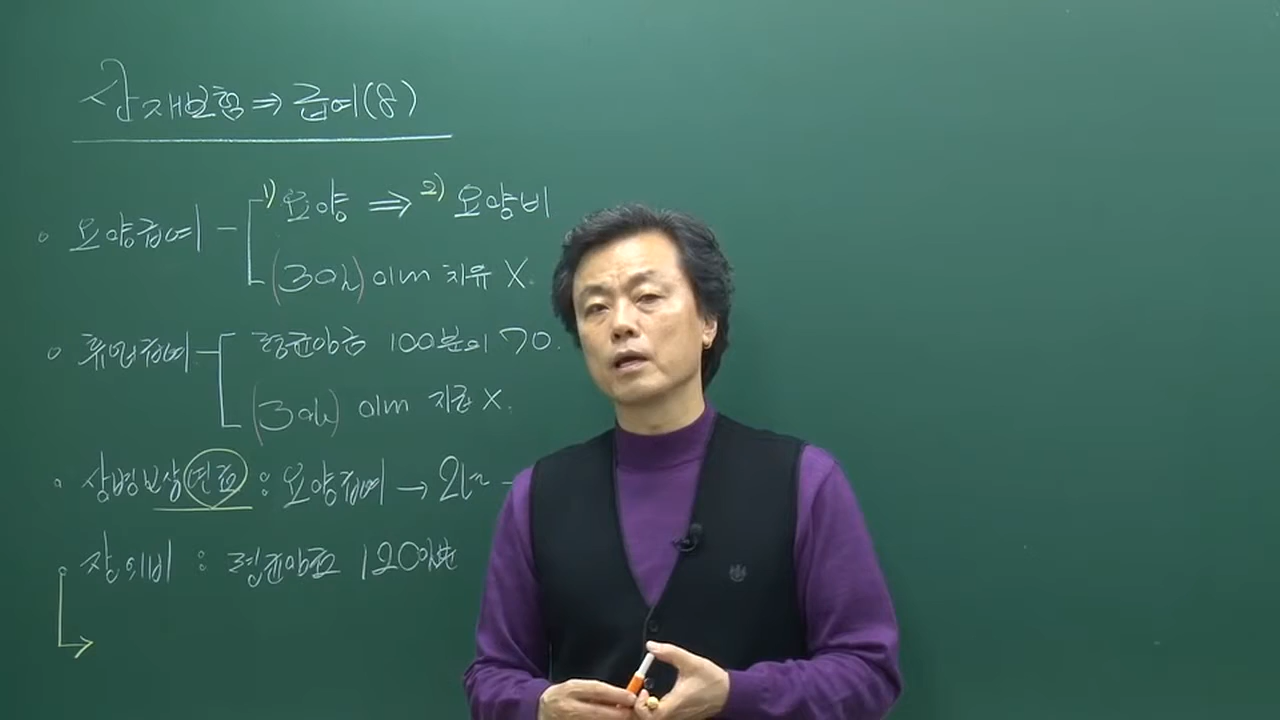 산재보험 ⇒ 급여(8)
요양급여 - 1) 요양 ⇒ 2) 요양비
(3일) 이내 치유 X.
휴업급여 - 평균임금 100분의 70.
(3일) 이내 지급 X.
상병보상연금 : 요양급여 → 2년 -
장의비 : 평균임금 120일분